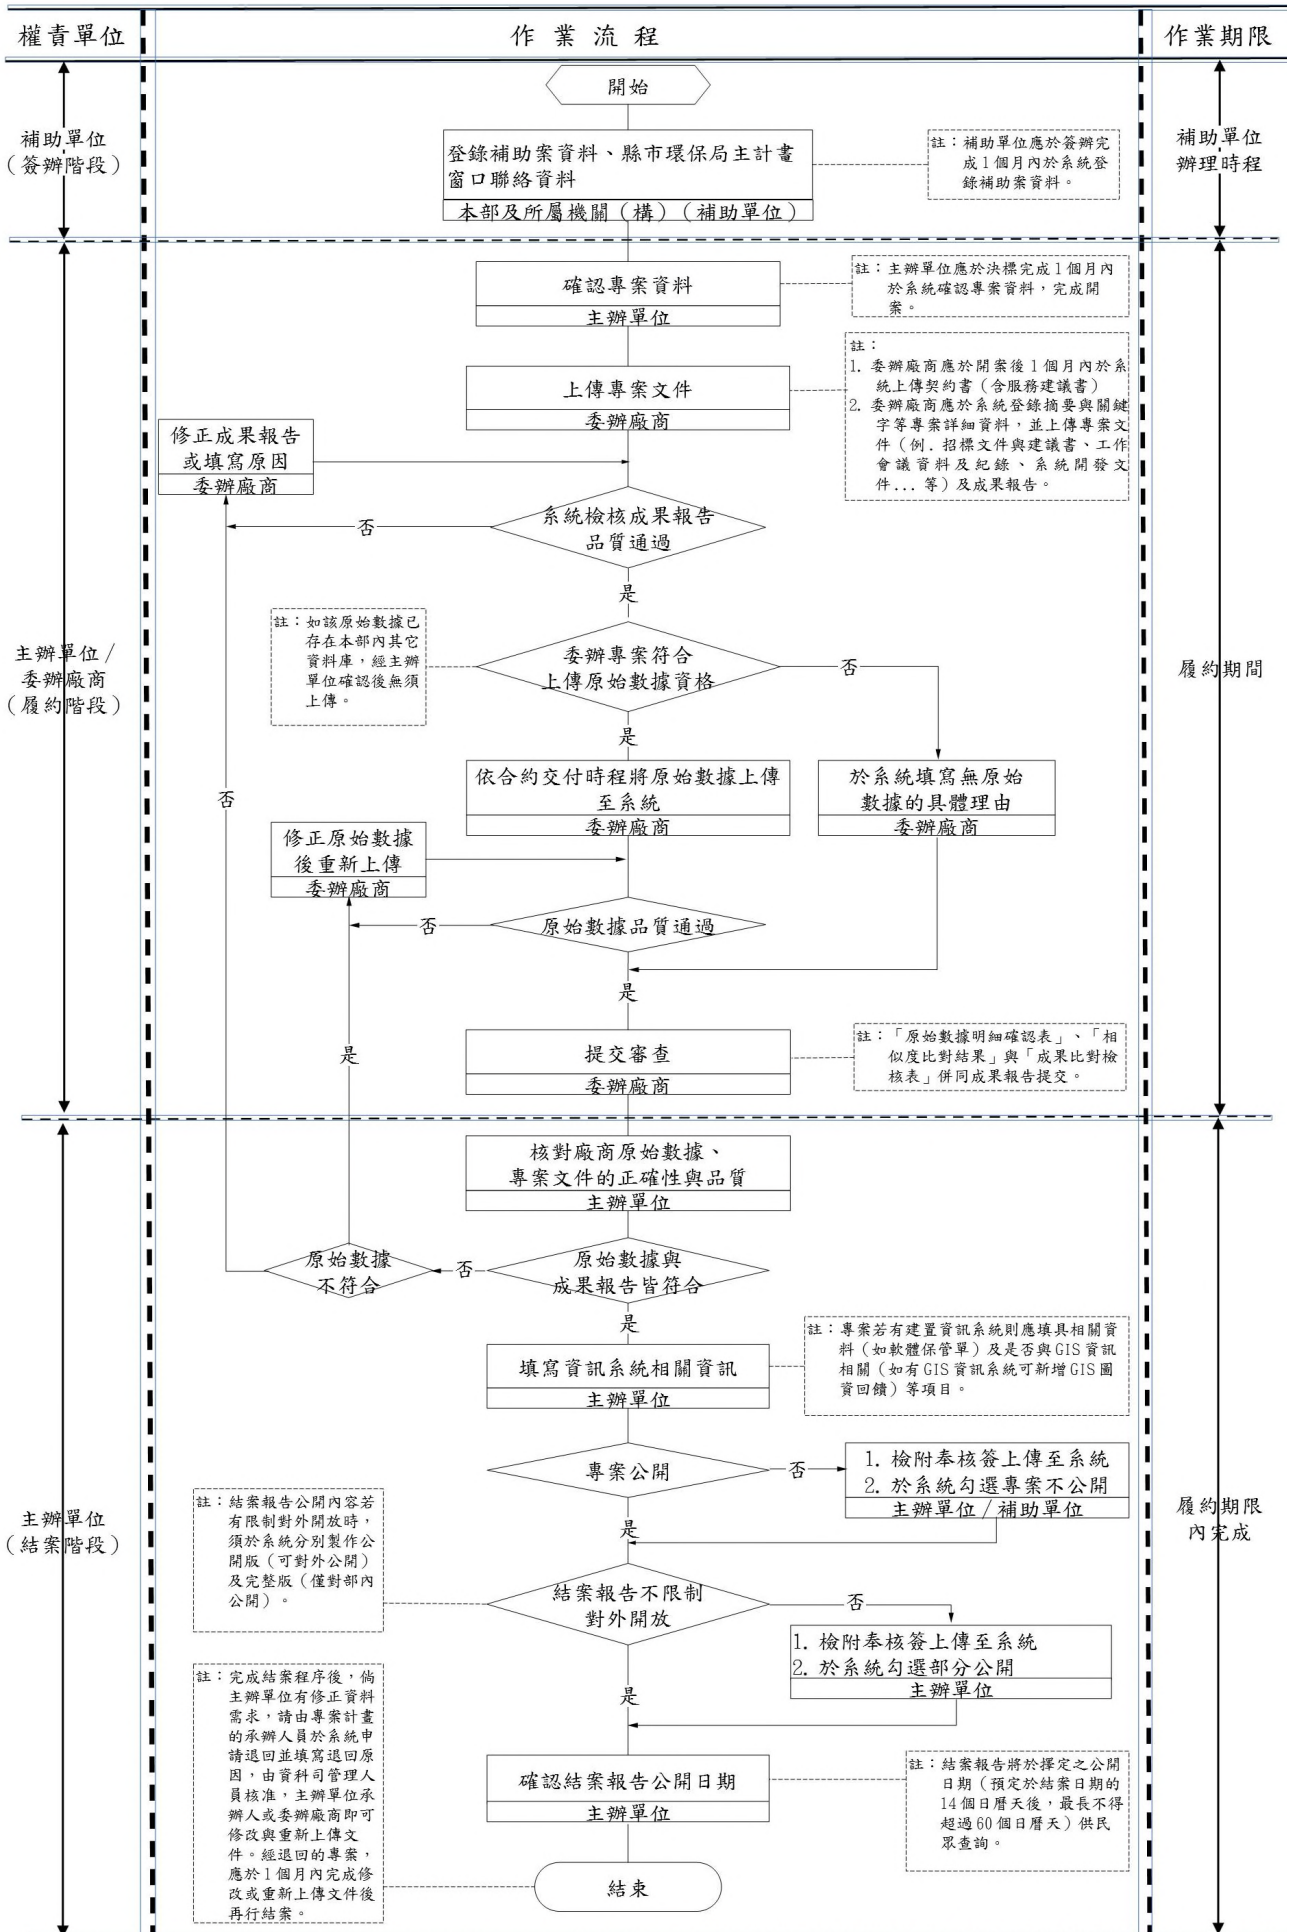 權責單位
作業流程
作業期限
開始
補助單位
(簽辦階段)
登錄補助案資料、縣市環保局主計畫
窗口聯絡資料
本部及所屬機關(構)(補助單位)
註：補助單位應於簽辦完
成1個月內於系統登
錄補助案資料。
補助單位
辦理時程
確認專案資料
主辦單位
註：主辦單位應於決標完成1個月內
於系統確認專案資料，完成開
案。
上傳專案文件
委辦廠商
註：
1. 委辦廠商應於開案後1個月內於系
統上傳契約書(含服務建議書)
2. 委辦廠商應於系統登錄摘要與關鍵
字等專案詳細資料，並上傳專案文
件(例.招標文件與建議書、工作
會議資料及紀錄、系統開發文
件...等)及成果報告。
修正成果報告
或填寫原因
委辦廠商
系統檢核成果報告
品質通過
否
是
註：如該原始數據已
存在本部內其它
資料庫，經主辦
單位確認後無須
上傳。
委辦專案符合
上傳原始數據資格
否
是
主辦單位/
委辦廠商
(履約階段)
履約期間
依合約交付時程將原始數據上傳
至系統
委辦廠商
於系統填寫無原始
數據的具體理由
委辦廠商
否
修正原始數據
後重新上傳
委辦廠商
原始數據品質通過
否
是
是
提交審查
委辦廠商
註：「原始數據明細確認表」、「相
似度比對結果」與「成果比對檢
核表」併同成果報告提交。
核對廠商原始數據、
專案文件的正確性與品質
主辦單位
原始數據
不符合
否
原始數據與
成果報告皆符合
是
填寫資訊系統相關資訊
主辦單位
註：專案若有建置資訊系統則應填具相關資
料(如軟體保管單)及是否與GIS資訊
相關(如有GIS資訊系統可新增GIS圖
資回饋)等項目。
專案公開
否
是
1. 檢附奉核簽上傳至系統
2. 於系統勾選專案不公開
主辦單位/補助單位
主辦單位
(結案階段)
履約期限
內完成
註：結案報告公開內容若
有限制對外開放時，
須於系統分別製作公
開版(可對外公開)
及完整版(僅對部內
公開)。
結案報告不限制
對外開放
否
是
1. 檢附奉核簽上傳至系統
2. 於系統勾選部分公開
主辦單位
註：完成結案程序後，倘
主辦單位有修正資料
需求，請由專案計畫
的承辦人員於系統申
請退回並填寫退回原
因，由資料司管理人
員核准，主辦單位承
辦人或委辦廠商即可
修改與重新上傳文
件。經退回的專案，
應於1個月內完成修
改或重新上傳文件後
再行結案。
確認結案報告公開日期
主辦單位
註：結案報告將於擇定之公開
日期(預定於結案日期的
14個日曆天後，最長不得
超過60個日曆天)供民
眾查詢。
結束